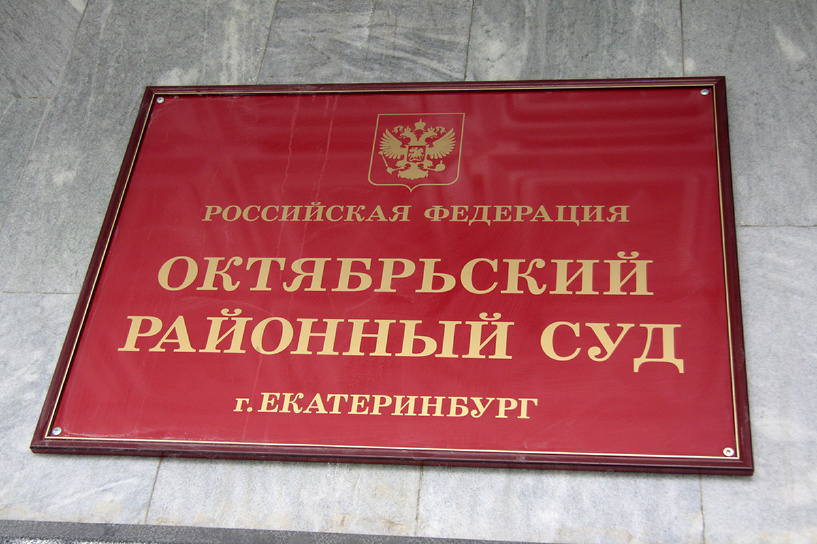 РОССИЙСКАЯ ФЕДЕРАЦИЯ
ОКТЯБРЬСКИЙ
РАЙОННЫЙ СУД
г. ЕКАТЕРИНБУРГ